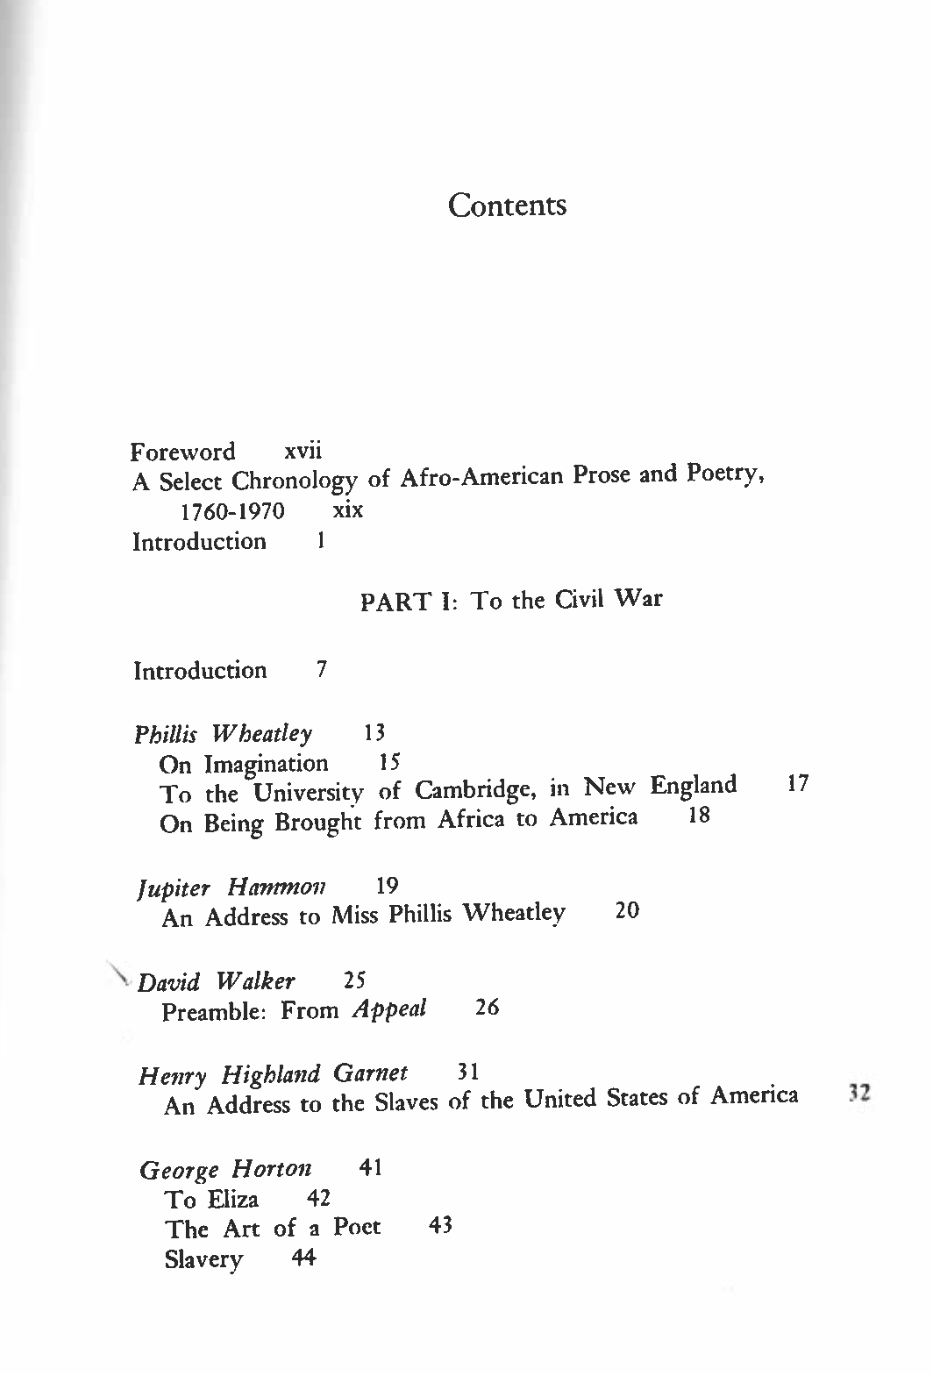 Contents
Foreword xvii
A Select Chronology of Afro-American Prose and Poetry,
1760-1970 xix
Introduction 1
PART I: To the Civil War
Introduction 7
Phillis Wheatley 13
On Imagination 15
To the University of Cambridge, in New England 17
On Being Brought from Africa to America 18
Jupiter Hammon 19
An Address to Miss Phillis Wheatley 20
David Walker 25
Preamble: From Appeal 26
Henry Highland Garnet 31
An Address to the Slaves of the United States of America 32
George Horton 41
To Eliza 42
The Art of a Poet 43
Slavery 44